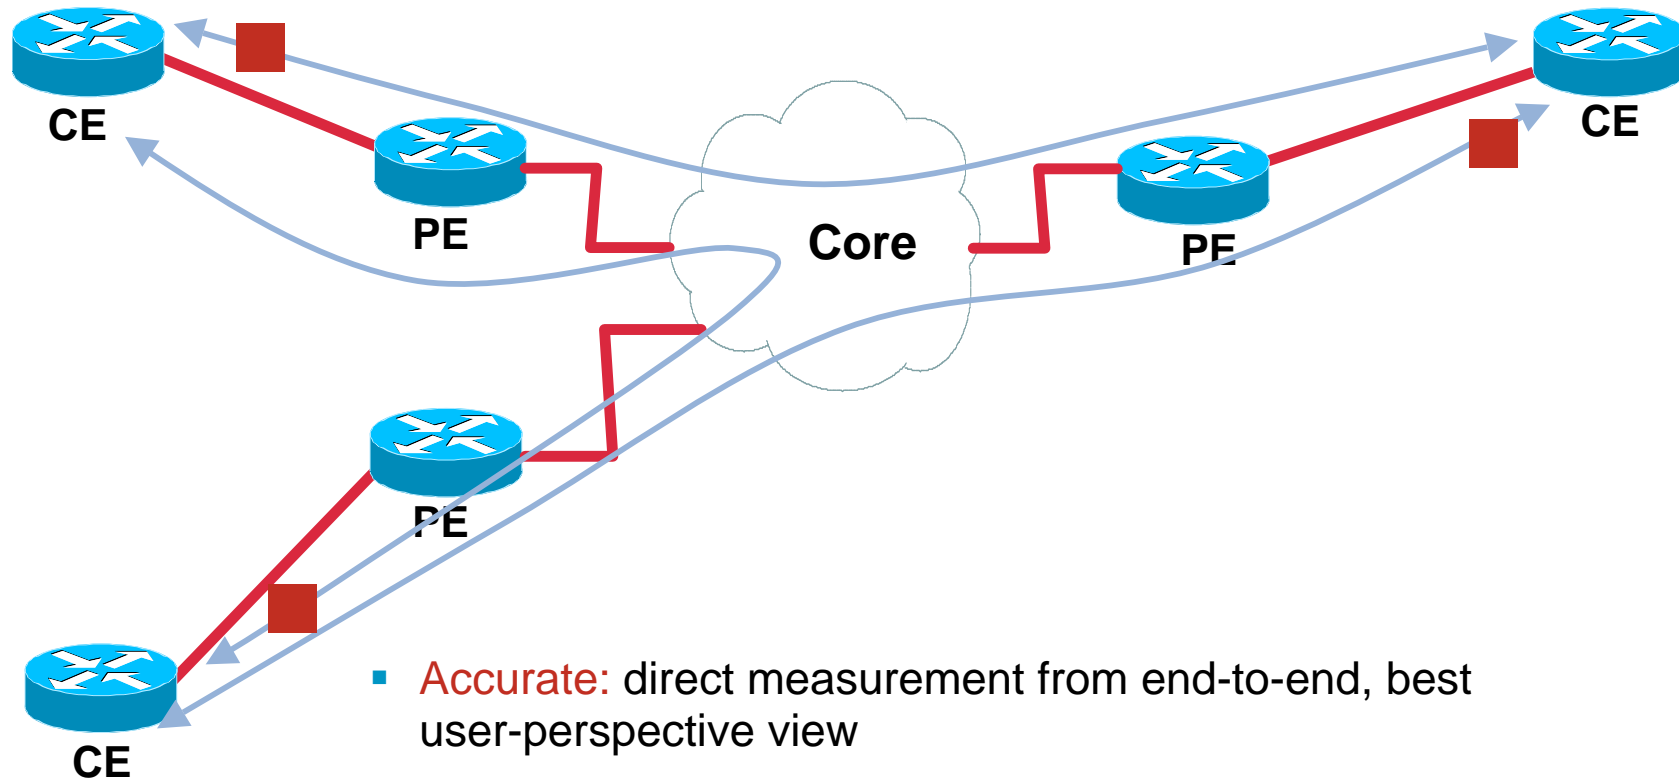 CE
CE
PE
Core
PE
PE
Accurate: direct measurement from end-to-end, best
user-perspective view
CE